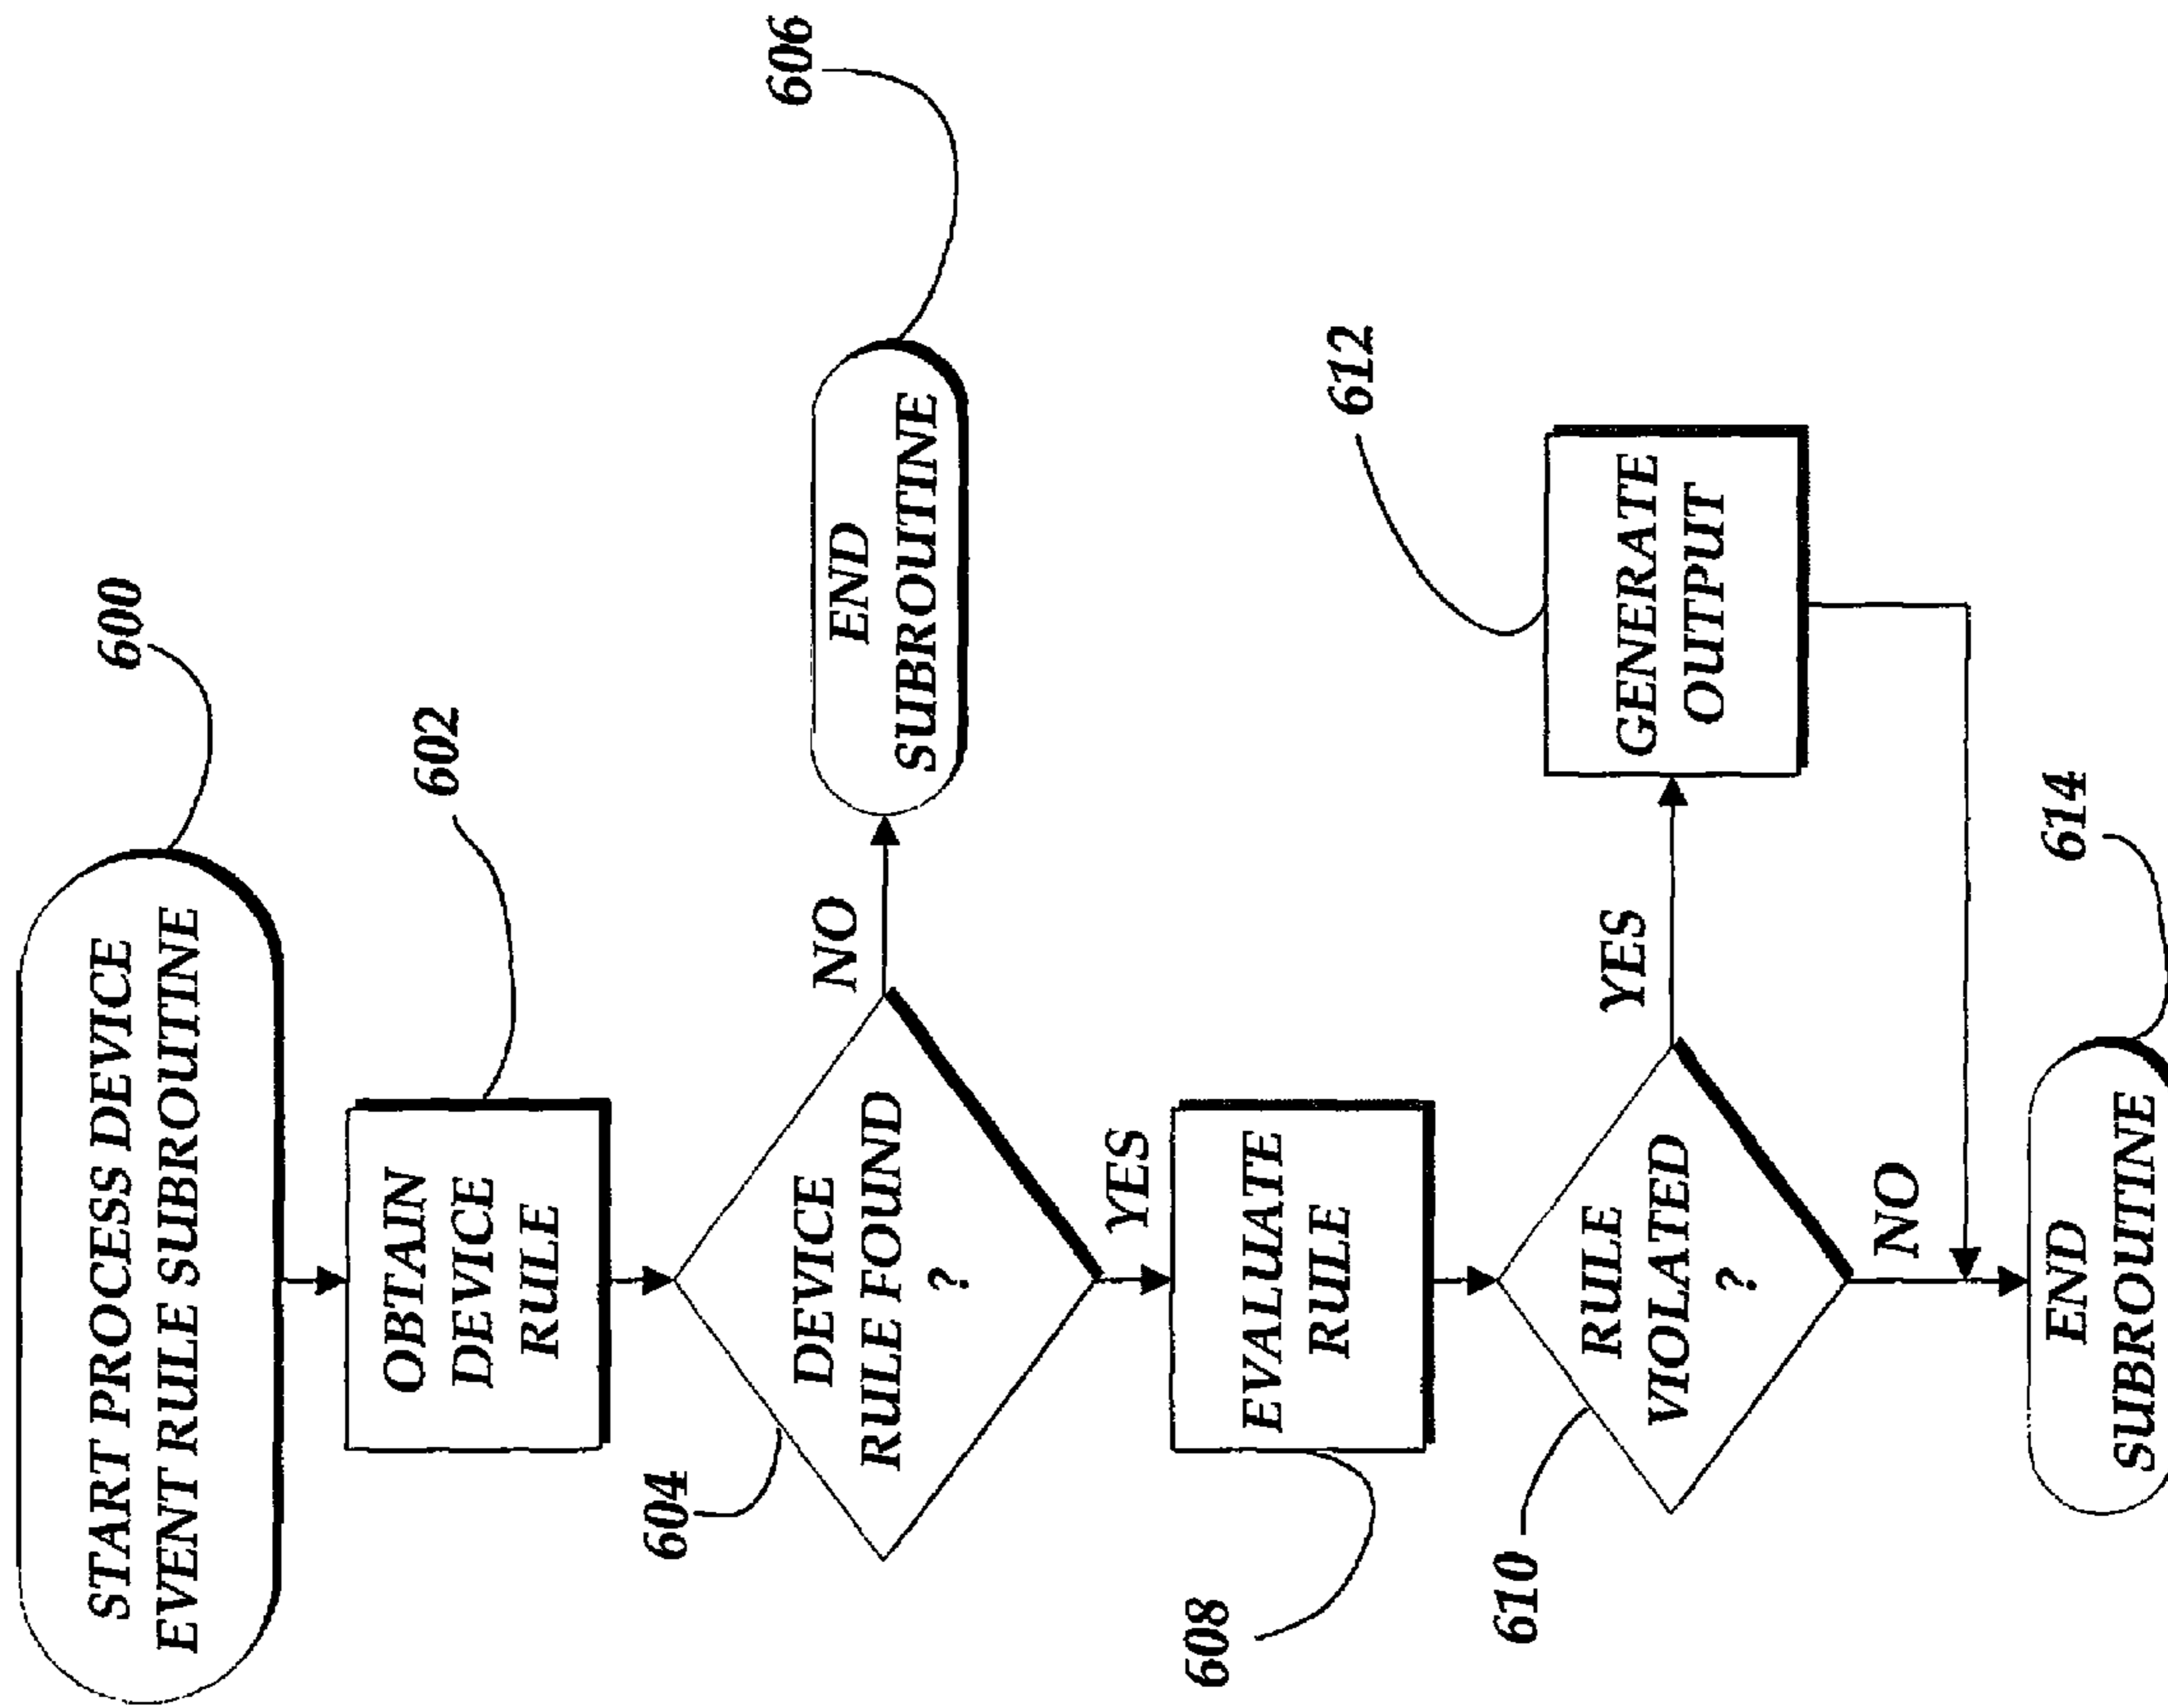 600
START PROCESS DEVICE
EVENT RULE SUBROUTINE
602
OBTAIN
DEVICE
RULE
604
DEVICE
RULE FOUND
?
NO
606
END
SUBROUTINE
YES
608
EVALUATE
RULE
610
RULE
VIOLATED
?
YES
612
GENERATE
OUTPUT
NO
614
END
SUBROUTINE